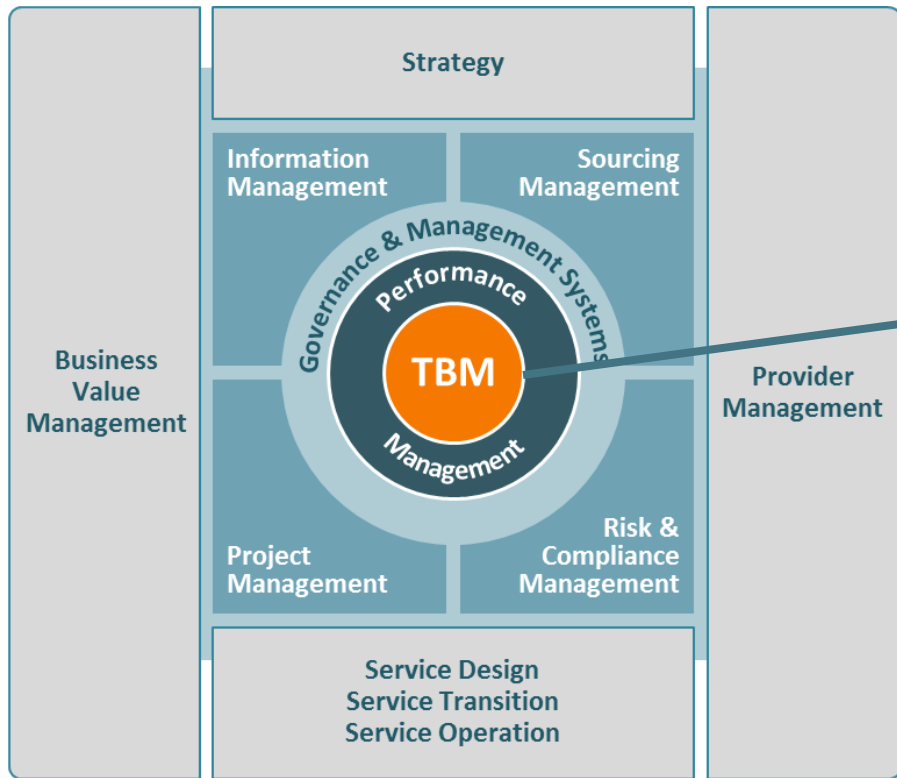 Strategy
Information
Management
Sourcing
Management
Governance & Management Systems
Performance
TBM
Management
Business
Value
Management
Provider
Management
Project
Management
Risk &
Compliance
Management
Service Design
Service Transition
Service Operation